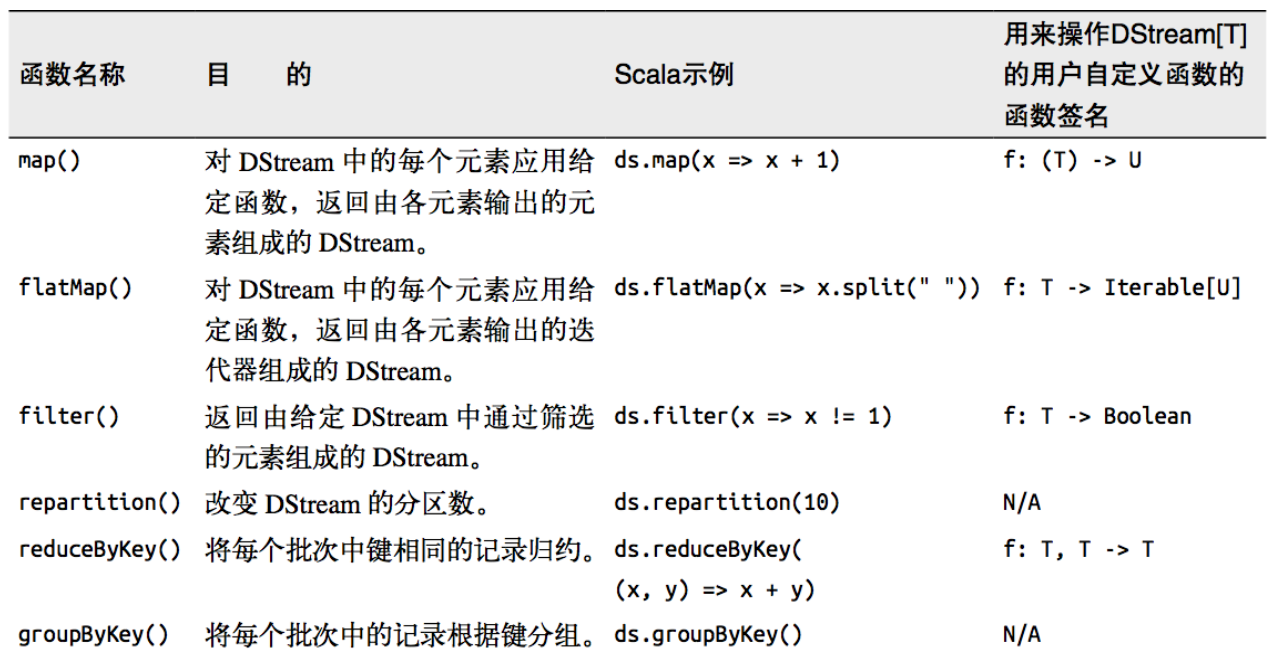 函数名称 目 的 Scala示例 用来操作DStream[T]
的用户自定义函数的
函数签名
map() 对 DStream 中的每个元素应用给 ds.map(x => x + 1) f: (T) -> U
定函数，返回由各元素输出的元
素组成的 DStream。
flatMap() 对 DStream 中的每个元素应用给 ds.flatMap(x => x.split(" ")) f: T -> Iterable[U]
定函数，返回由各元素输出的迭
代器组成的 DStream。
filter() 返回由给定 DStream 中通过筛选 ds.filter(x => x != 1) f: T -> Boolean
的元素组成的 DStream。
repartition() 改变 DStream 的分区数。 ds.repartition(10) N/A
reduceByKey() 将每个批次中键相同的记录归约。 ds.reduceByKey( f: T, T -> T
(x, y) => x + y)
groupByKey() 将每个批次中的记录根据键分组。 ds.groupByKey() N/A